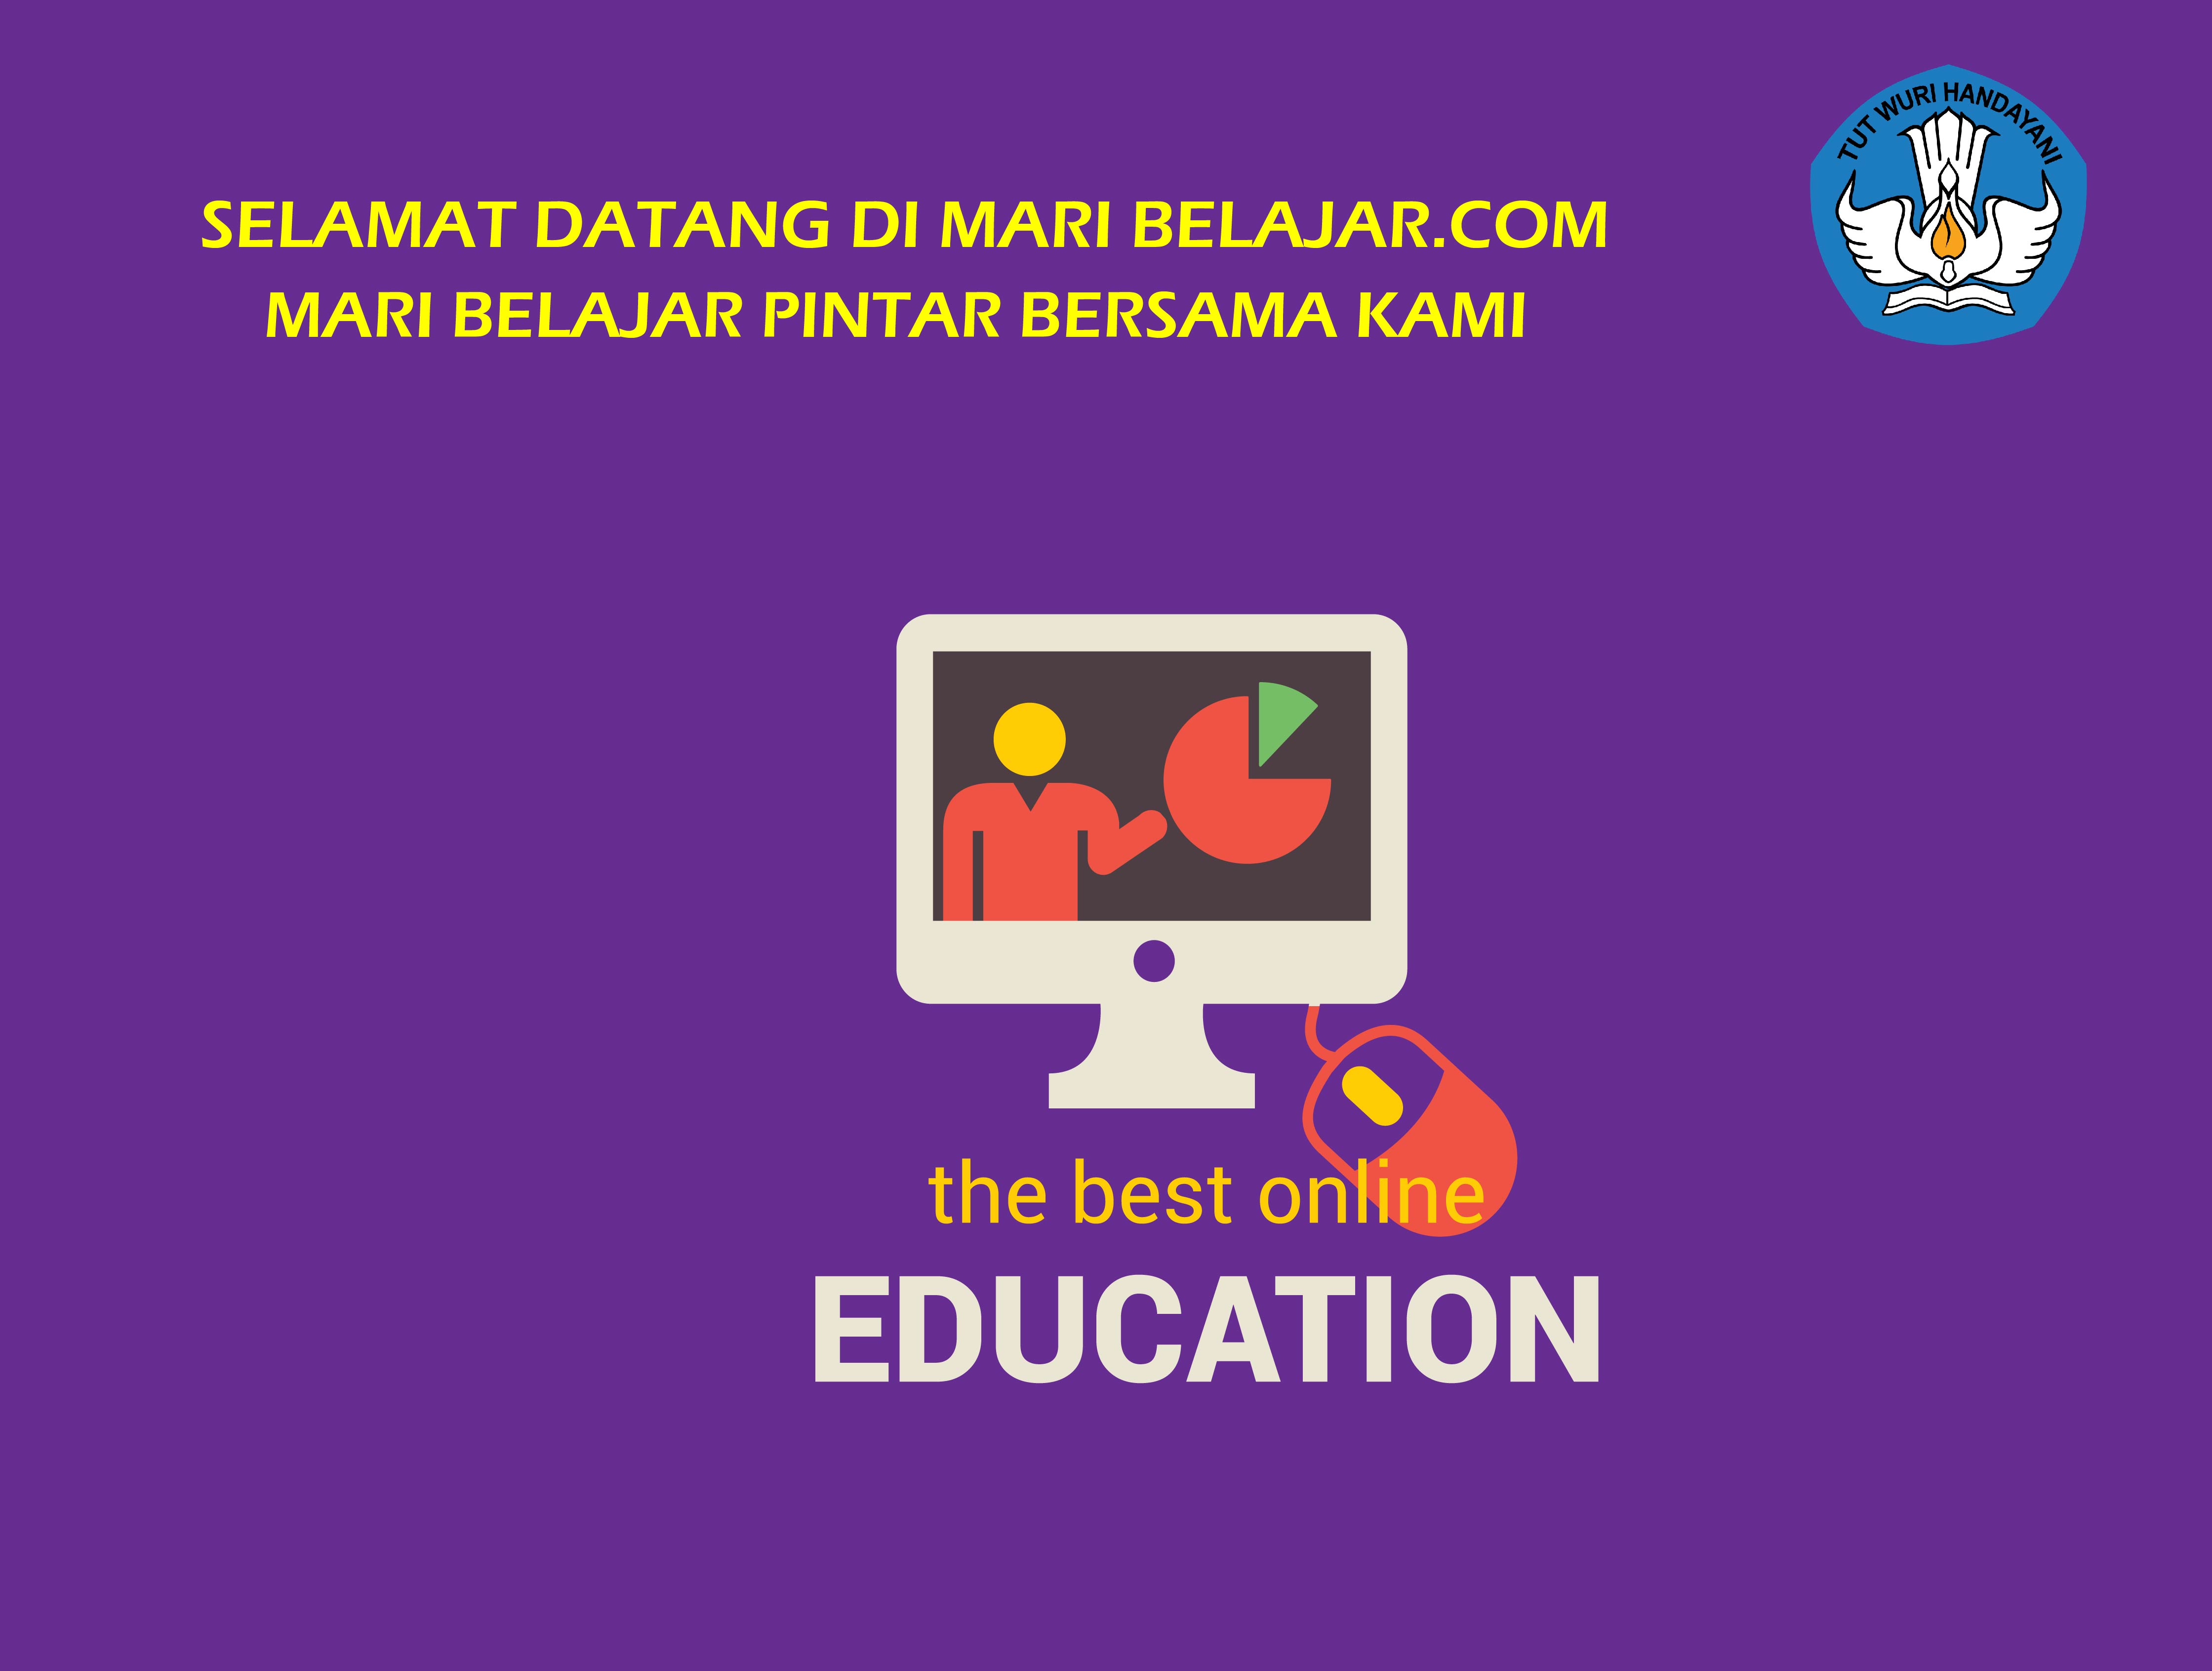 TUT WURI HANDAYANI
SELAMAT DATANG DI MARI BELAJAR.COM
MARI BELAJAR PINTAR BERSAMA KAMI
the best online
EDUCATION